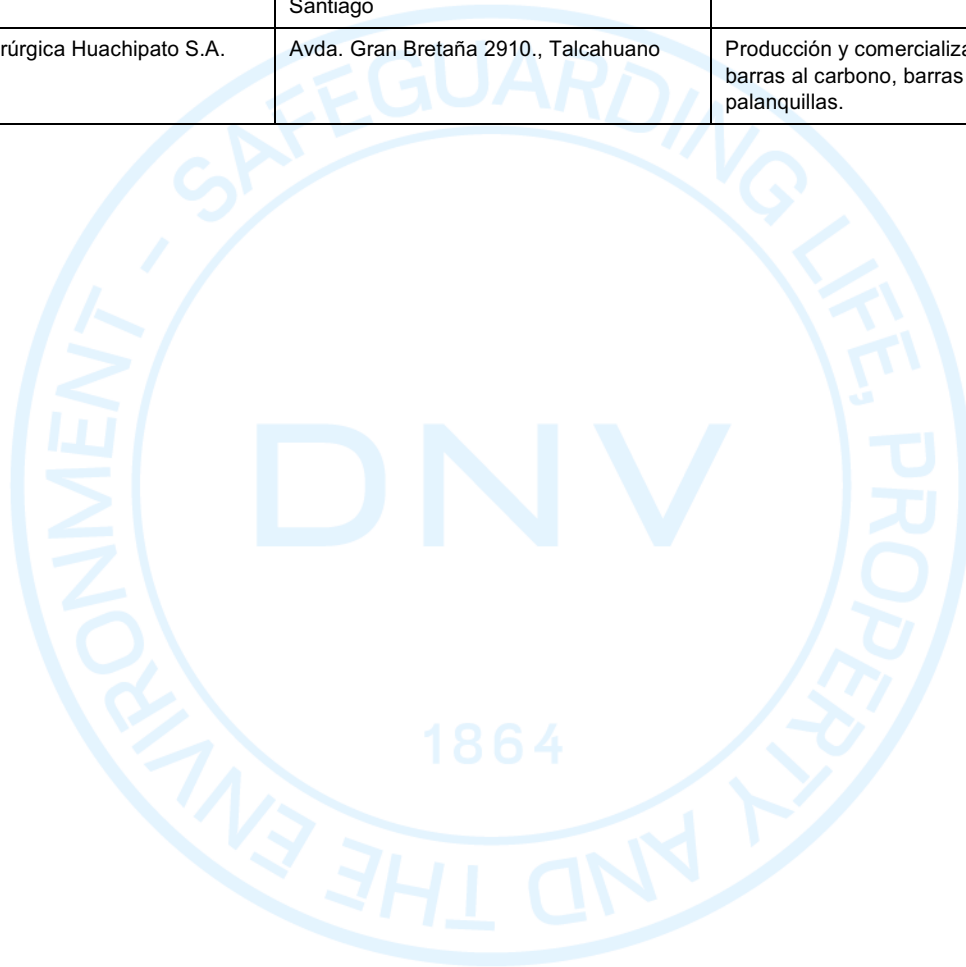 Santiago
rúrgica Huachipato S.A.
Avda. Gran Bretaña 2910., Talcahuano
Producción y comercializa
barras al carbono, barras
palanquillas.
SAFEGUARDING LIFE, PROPERTY AND THE ENVIRONMENT -
DNV
1864